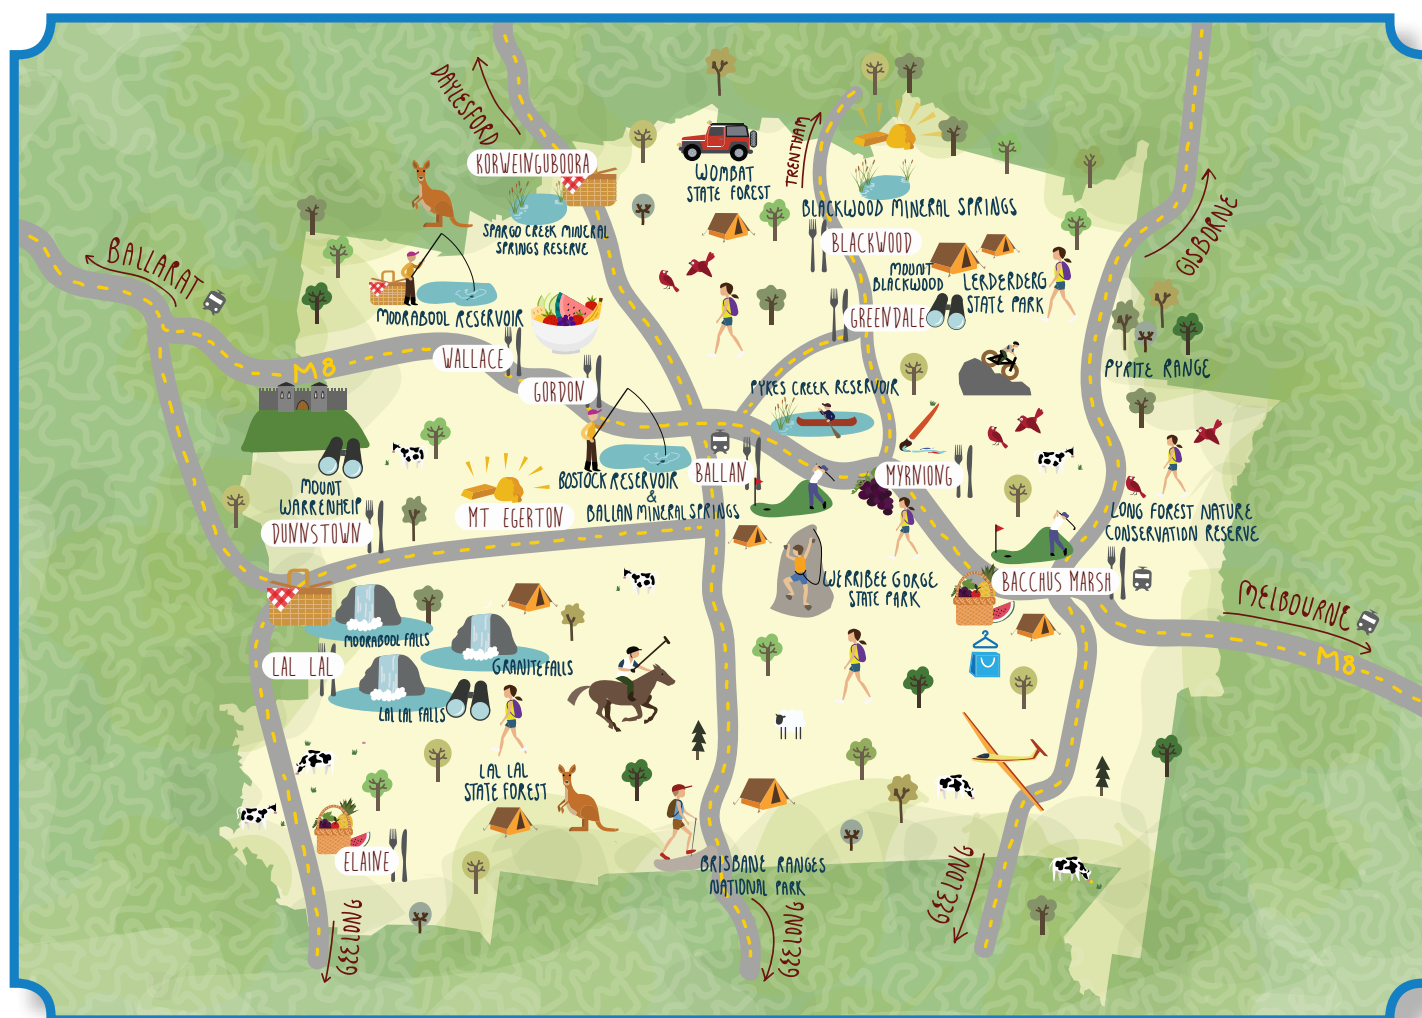 DAYLESFORD
KORWEINGUBOORA
SPARGO CREEK MINERAL
SPRINGS RESERVE
WOMBAT
STATE FOREST
TRENTHAM
BLACKWOOD MINERAL SPRINGS
BLACKWOOD
MOUNT
BLACKWOOD
LERDERDERG
STATE PARK
GISBORNE
BALLARAT
MOORABOOL RESERVOIR
GREENDALE
M8
WALLACE
GORDON
PYKES CREEK RESERVOIR
PYRITE RANGE
MOUNT
WARRENHEIP
DUNNSTOWN
MT EGERTON
BOSTOCK RESERVOIR
&
BALLAN MINERAL SPRINGS
BALLAN
MYRNIONG
LONG FOREST NATURE
CONSERVATION RESERVE
WERRIBEE GORGE
STATE PARK
BACCHUS MARSH
MELBOURNE
M8
MOORABOOL FALLS
GRANITE FALLS
LAL LAL
LAL LAL FALLS
LAL LAL
STATE FOREST
ELAINE
BRISBANE RANGES
NATIONAL PARK
GEELONG
GEELONG
GEELONG